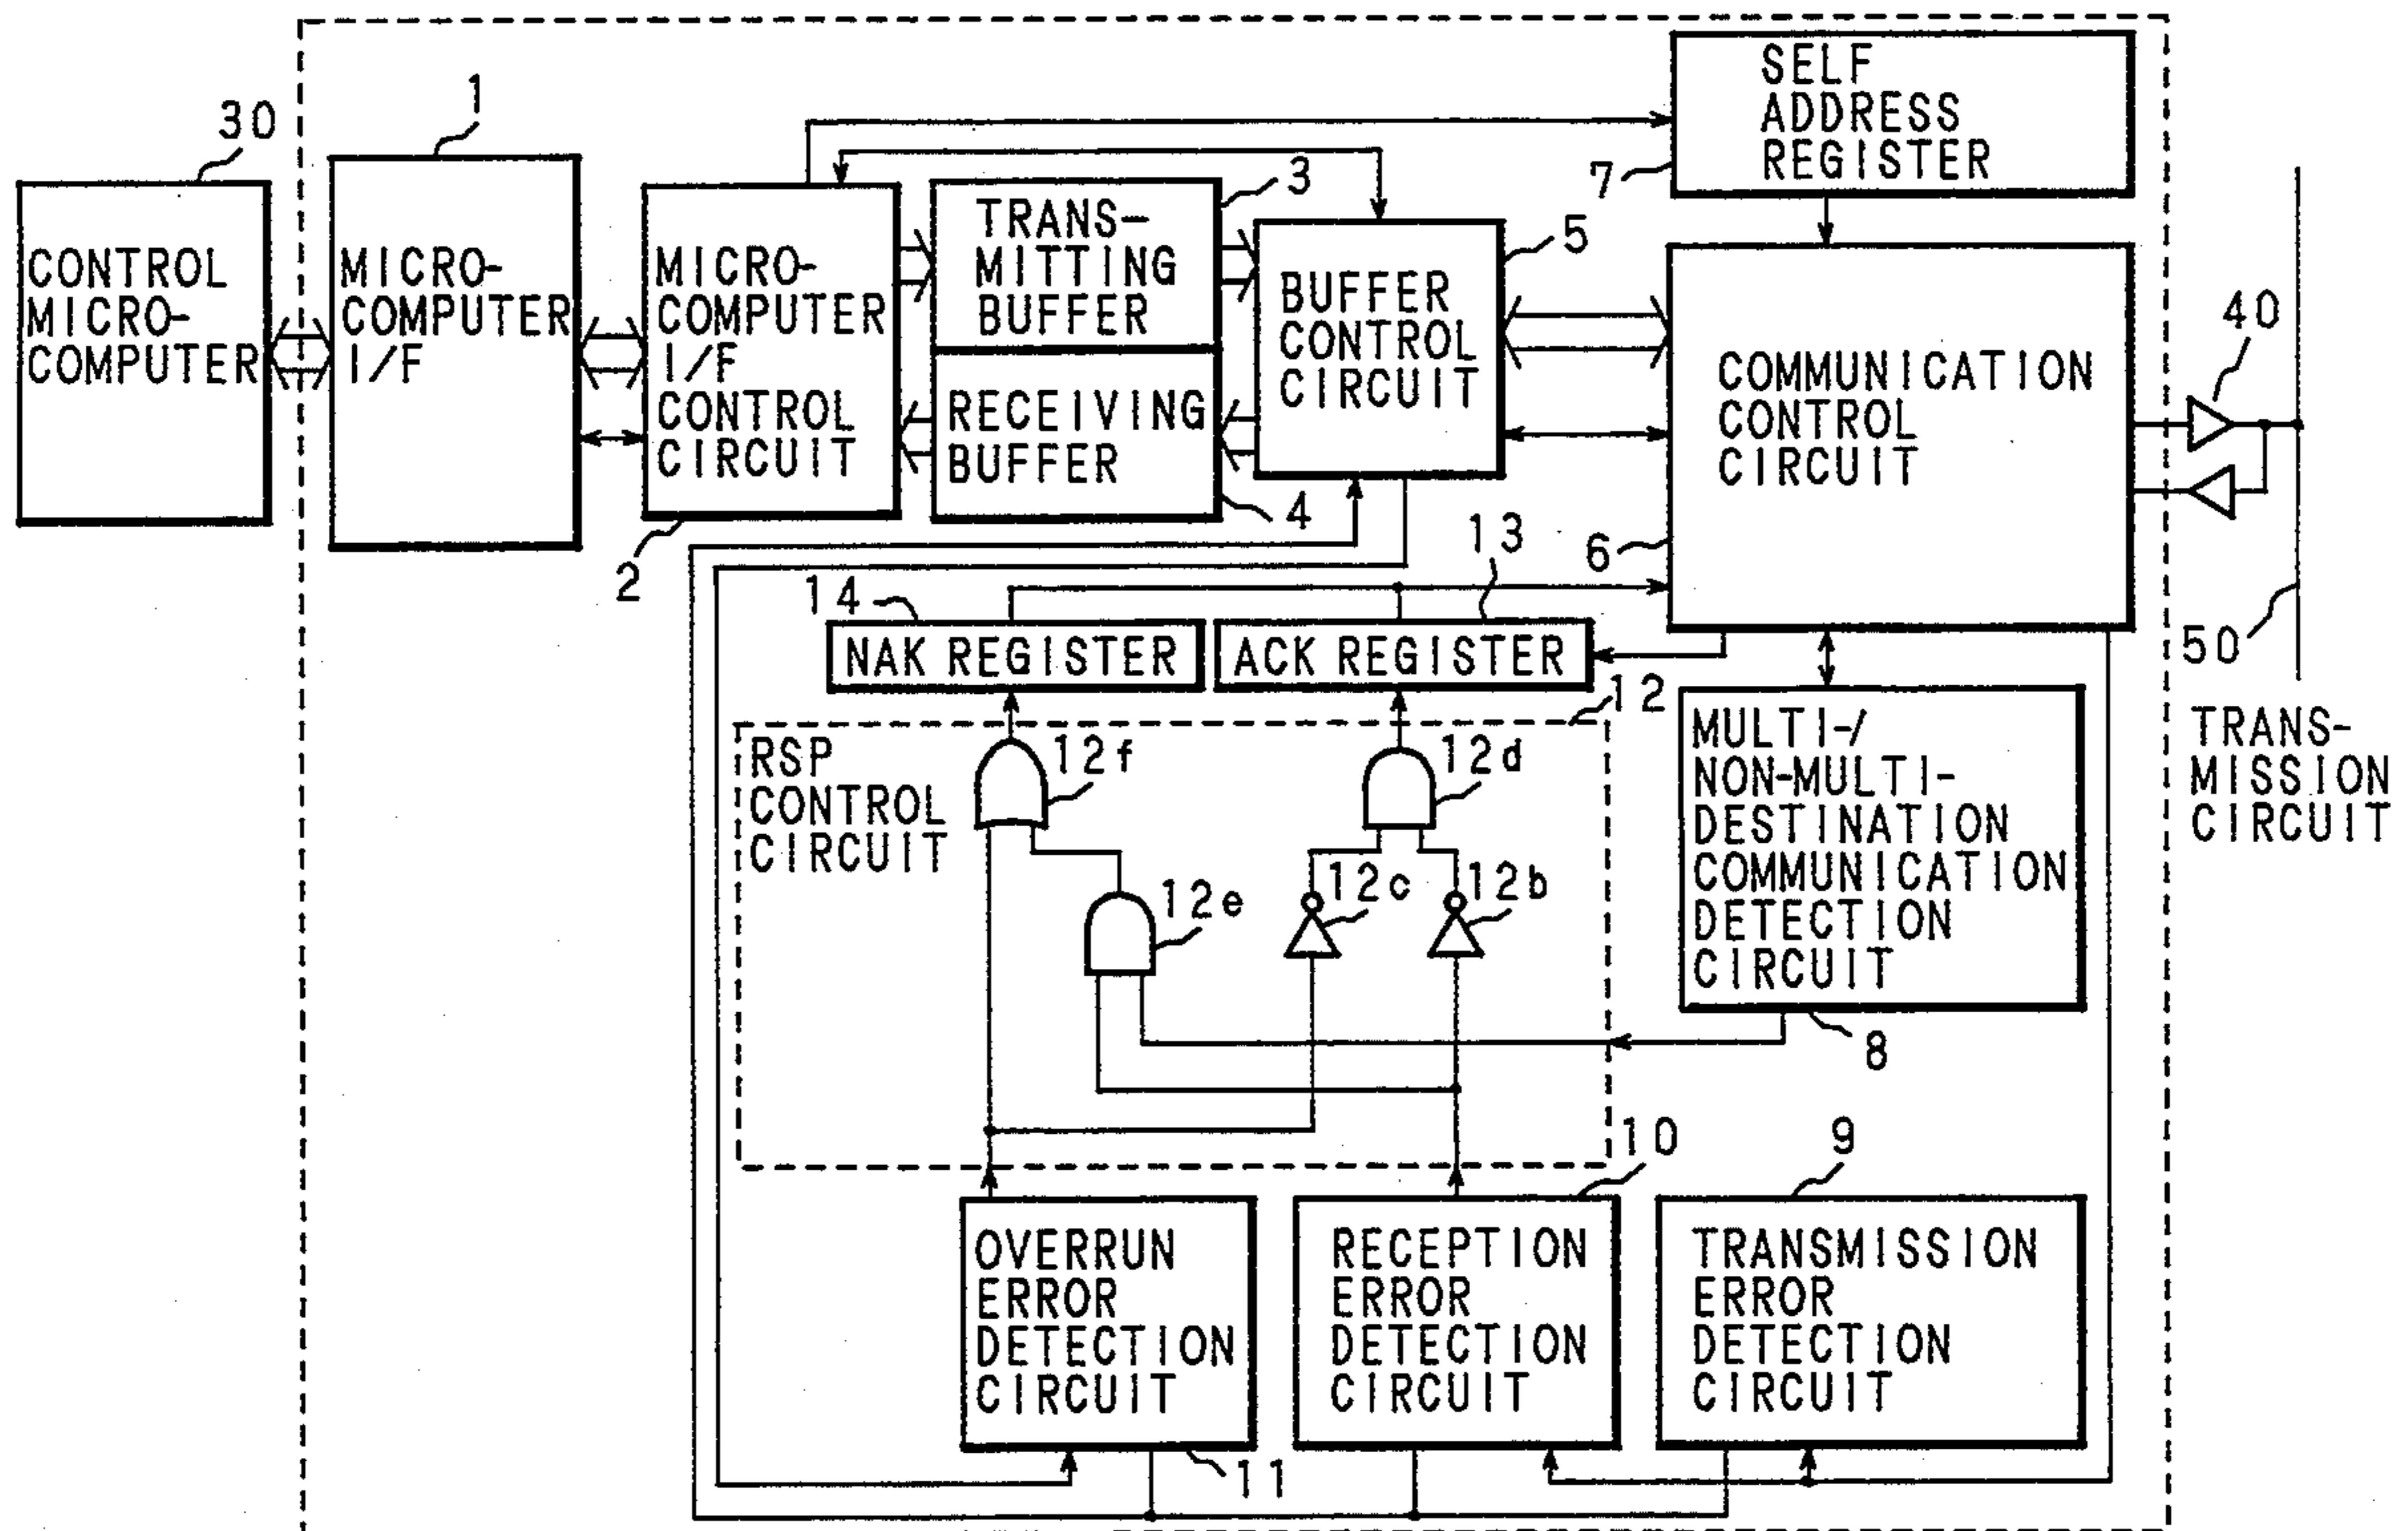 30
CONTROL
MICRO-
COMPUTER
1
MICRO-
COMPUTER
I/F
MICRO-
COMPUTER
I/F
CONTROL
CIRCUIT
2
TRANS-
MITTING
BUFFER
3
RECEIVING
BUFFER
4
BUFFER
CONTROL
CIRCUIT
5
SELF
ADDRESS
REGISTER
7
COMMUNICATION
CONTROL
CIRCUIT
6
40
50
TRANS-
MISSION
CIRCUIT
14
NAK REGISTER
13
ACK REGISTER
12
RSP
CONTROL
CIRCUIT
12f
12d
12e
12c
12b
MULTI-/
NON-MULTI-
DESTINATION
COMMUNICATION
DETECTION
CIRCUIT
8
OVERRUN
ERROR
DETECTION
CIRCUIT
11
10
RECEPTION
ERROR
DETECTION
CIRCUIT
9
TRANSMISSION
ERROR
DETECTION
CIRCUIT